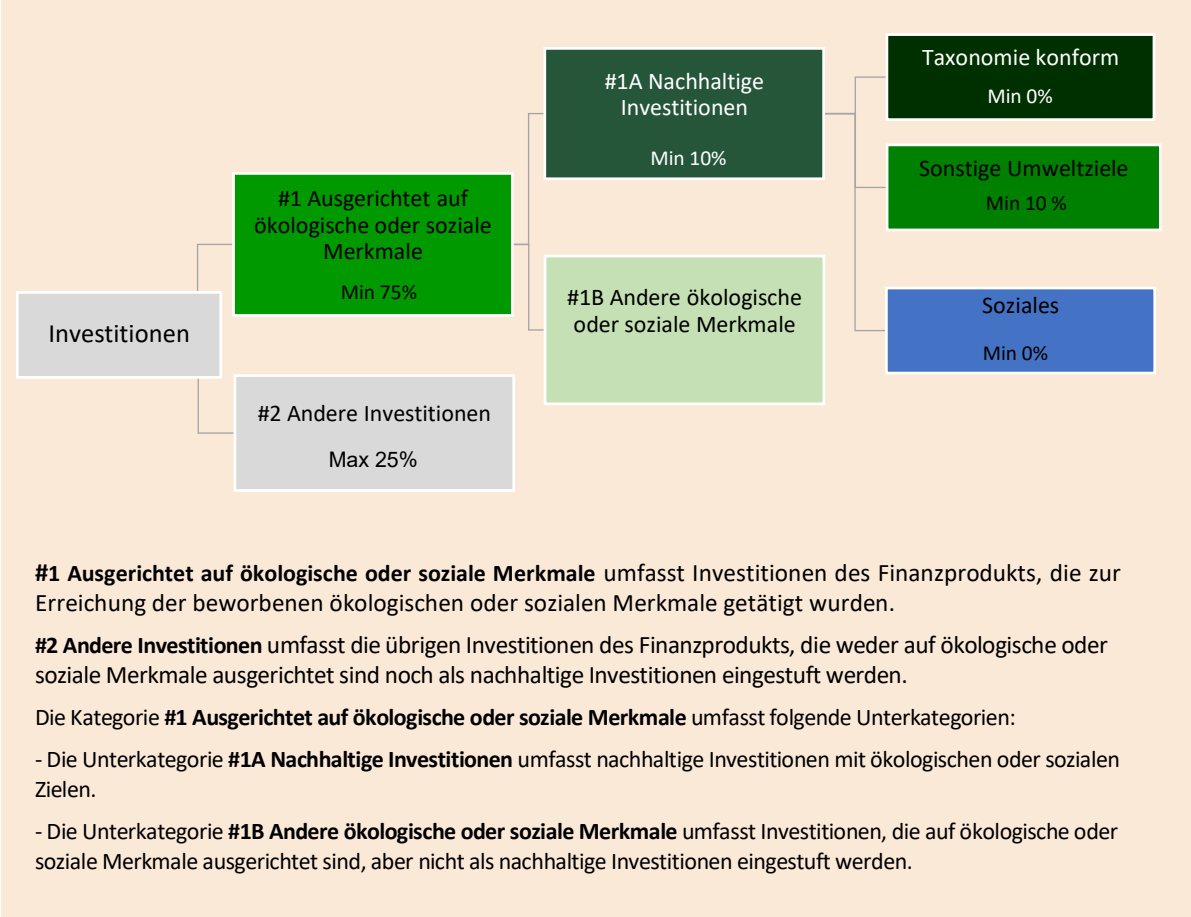 Taxonomie konform
Min 0%
#1A Nachhaltige
Investitionen
Min 10%
Sonstige Umweltziele
Min 10 %
#1 Ausgerichtet auf
ökologische oder soziale
Merkmale
Min 75%
#1B Andere ökologische
oder soziale Merkmale
Soziales
Min 0%
Investitionen
#2 Andere Investitionen
Max 25%
#1 Ausgerichtet auf ökologische oder soziale Merkmale umfasst Investitionen des Finanzprodukts, die zur
Erreichung der beworbenen ökologischen oder sozialen Merkmale getätigt wurden.
#2 Andere Investitionen umfasst die übrigen Investitionen des Finanzprodukts, die weder auf ökologische oder
soziale Merkmale ausgerichtet sind noch als nachhaltige Investitionen eingestuft werden.
Die Kategorie #1 Ausgerichtet auf ökologische oder soziale Merkmale umfasst folgende Unterkategorien:
- Die Unterkategorie #1A Nachhaltige Investitionen umfasst nachhaltige Investitionen mit ökologischen oder sozialen
Zielen.
- Die Unterkategorie #1B Andere ökologische oder soziale Merkmale umfasst Investitionen, die auf ökologische oder
soziale Merkmale ausgerichtet sind, aber nicht als nachhaltige Investitionen eingestuft werden.